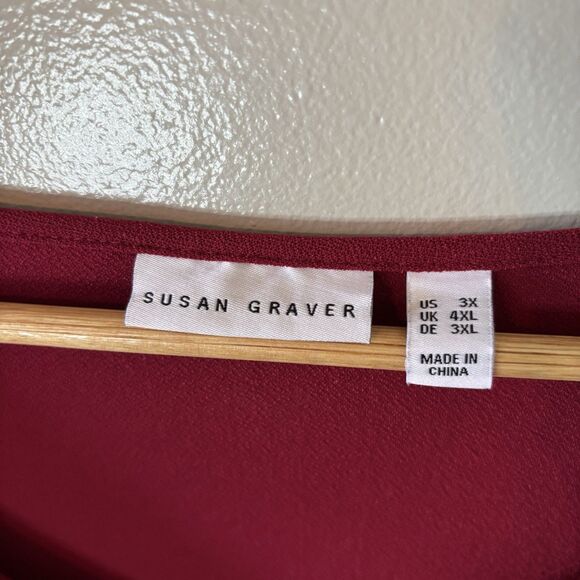 SUSAN GRAVER
US 3X
UK 4XL
DE 3XL
MADE IN
CHINA